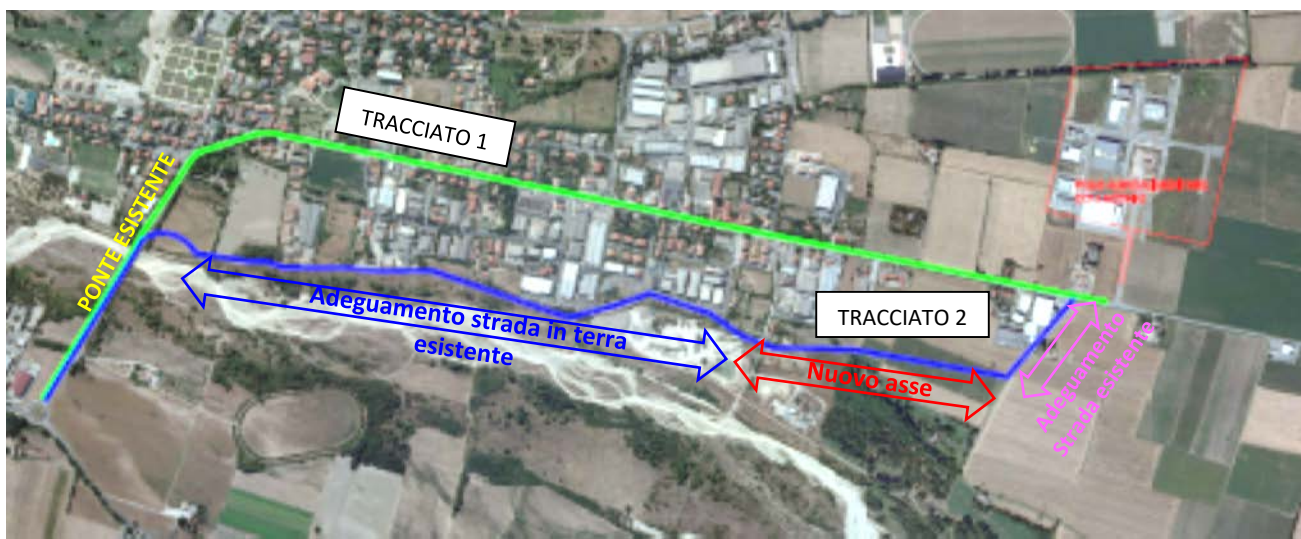 TRACCIATO 1
PONTE ESISTENTE
Adeguamento strada in terra
esistente
TRACCIATO 2
Nuovo asse
Adeguamento
Strada esistente